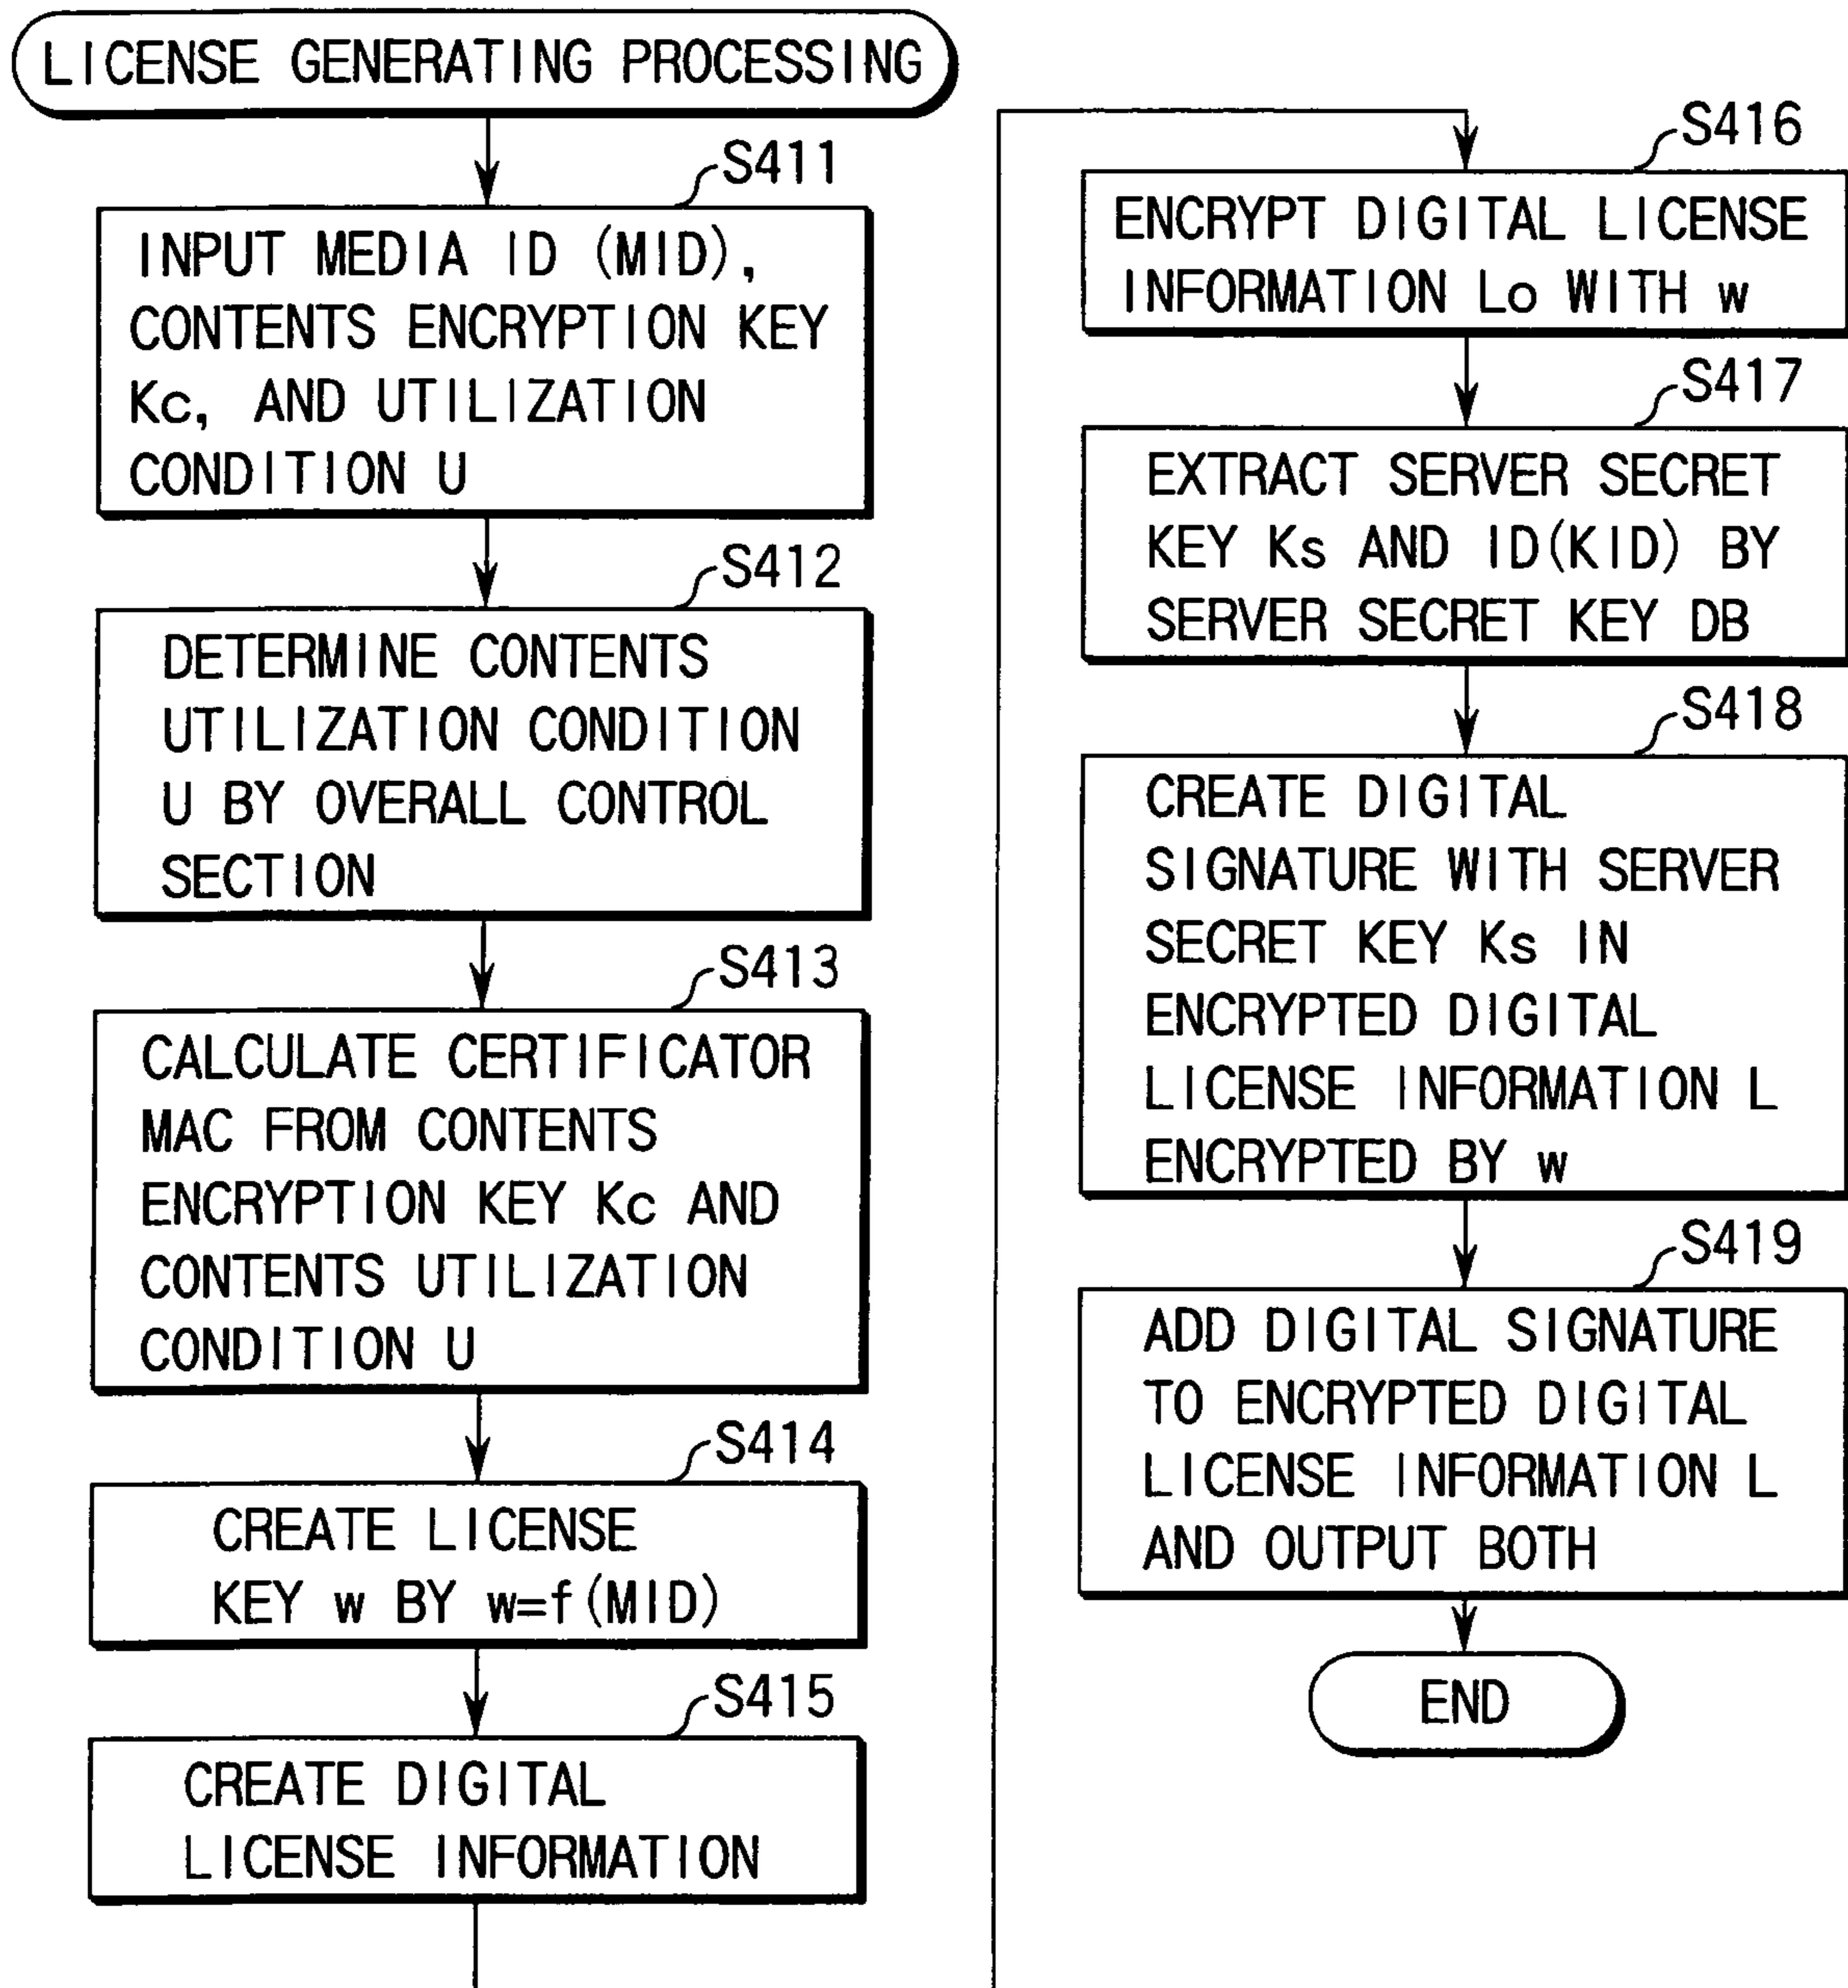 LICENSE GENERATING PROCESSING
S411
INPUT MEDIA ID (MID),
CONTENTS ENCRYPTION KEY
Kc, AND UTILIZATION
CONDITION U
S412
DETERMINE CONTENTS
UTILIZATION CONDITION
U BY OVERALL CONTROL
SECTION
S413
CALCULATE CERTIFICATOR
MAC FROM CONTENTS
ENCRYPTION KEY Kc AND
CONTENTS UTILIZATION
CONDITION U
S414
CREATE LICENSE
KEY w BY w=f(MID)
S415
CREATE DIGITAL
LICENSE INFORMATION
S416
ENCRYPT DIGITAL LICENSE
INFORMATION Lo WITH w
S417
EXTRACT SERVER SECRET
KEY Ks AND ID(KID) BY
SERVER SECRET KEY DB
S418
CREATE DIGITAL
SIGNATURE WITH SERVER
SECRET KEY Ks IN
ENCRYPTED DIGITAL
LICENSE INFORMATION L
ENCRYPTED BY w
S419
ADD DIGITAL SIGNATURE
TO ENCRYPTED DIGITAL
LICENSE INFORMATION L
AND OUTPUT BOTH
END